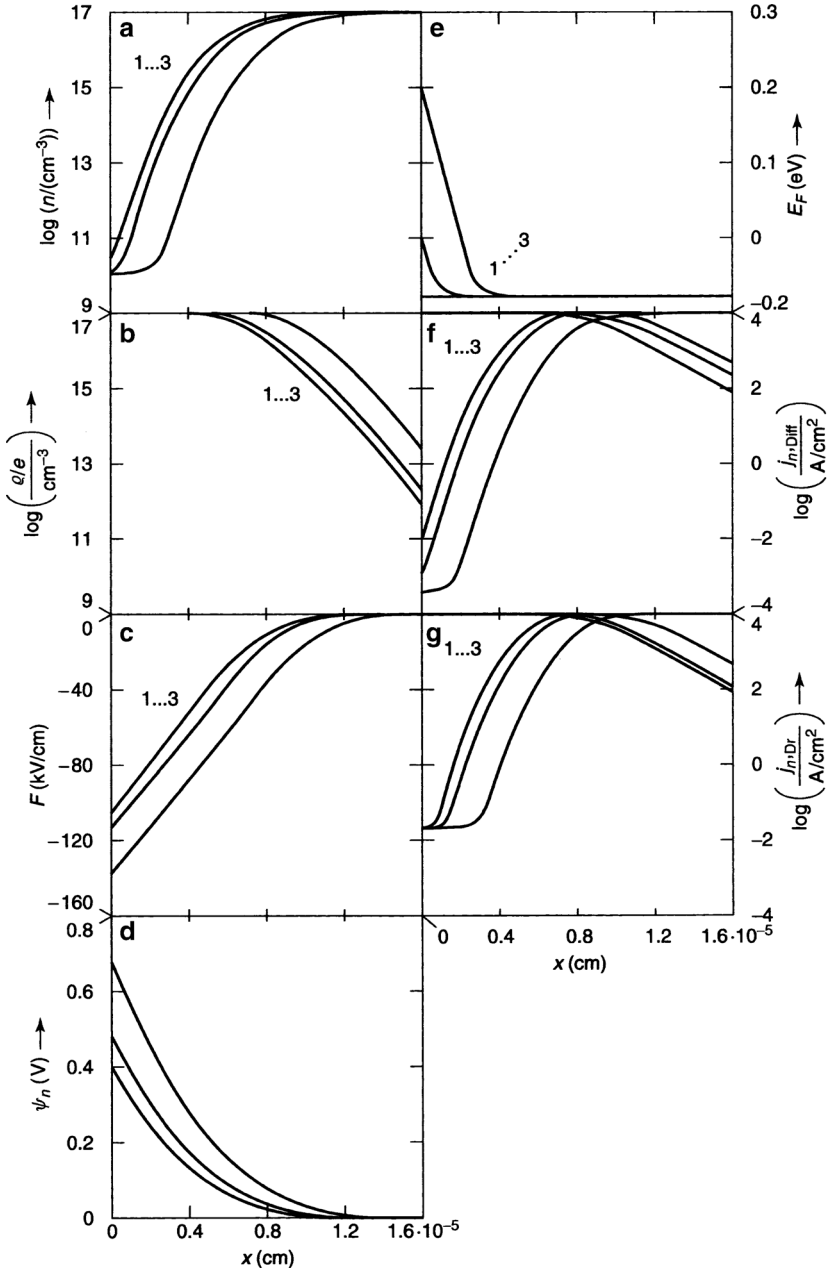 a
17
15
13
11
9
log (n/(cm⁻³))
1...3
e
0.3
0.2
0.1
0
−0.2
E_F (eV)
1 ..... 3
b
17
15
13
11
9
log (ϱ/e / cm⁻³)
1...3
f
4
2
0
−2
−4
log (j_n,Diff / A/cm²)
1...3
c
0
−40
−80
−120
−160
F (kV/cm)
1...3
g
4
2
0
−2
−4
log (j_n,Dr / A/cm²)
1...3
0 0.4 0.8 1.2 1.6·10⁻⁵
x (cm)
d
0.8
0.6
0.4
0.2
0
ψ_n (V)
0 0.4 0.8 1.2 1.6·10⁻⁵
x (cm)